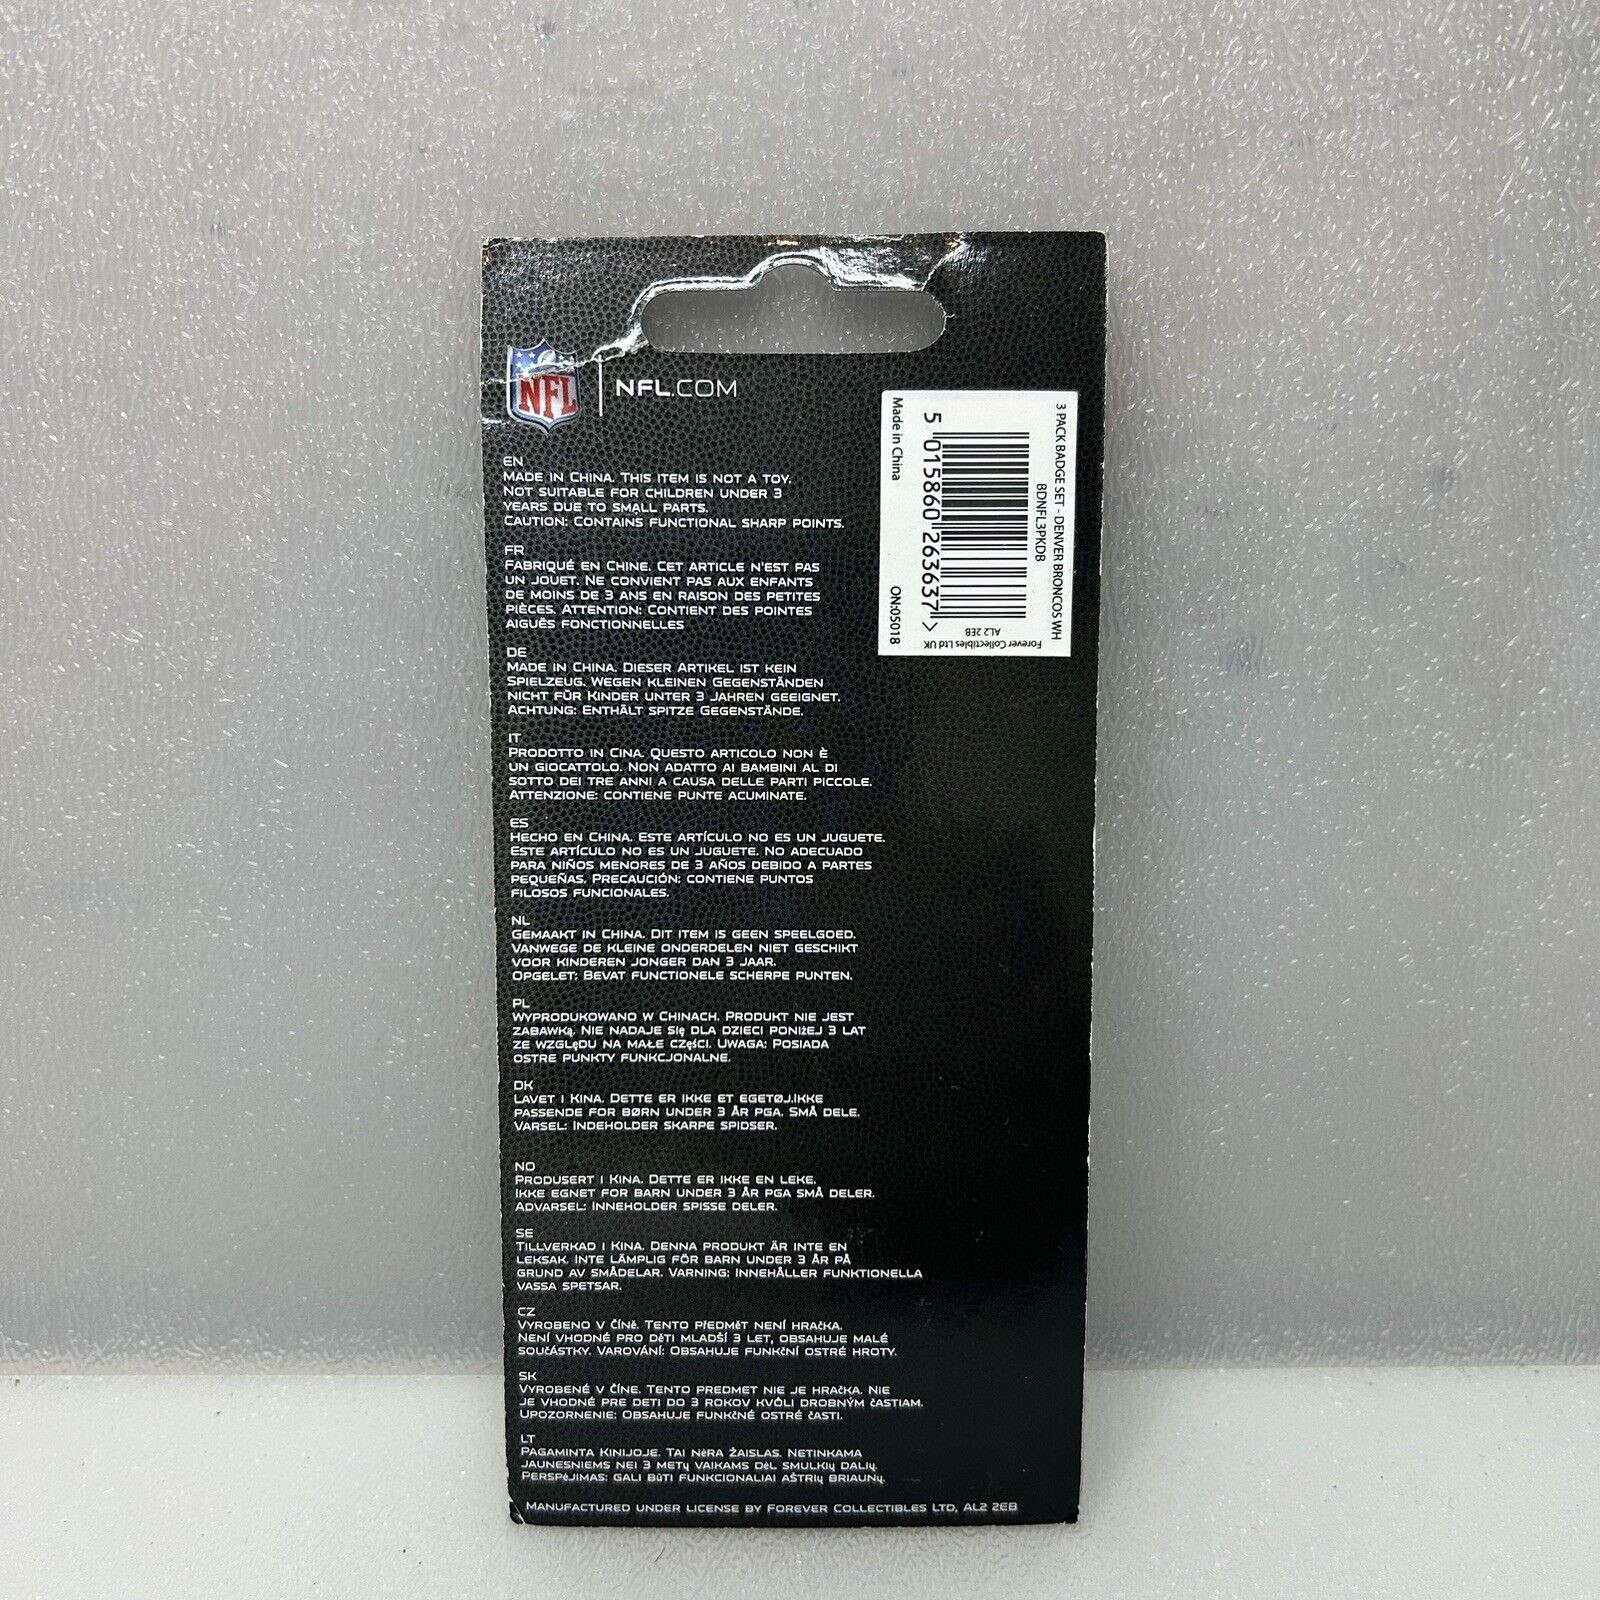 NFL
NFL.COM
3 PACK BADGE SET - DENVER BRONCOS WH
BDNFL3PKDB
5 015860 263637 >
Made in China
ON:05018
Forever Collectibles Ltd UK
AL2 2EB
EN
MADE IN CHINA. THIS ITEM IS NOT A TOY.
NOT SUITABLE FOR CHILDREN UNDER 3
YEARS DUE TO SMALL PARTS.
CAUTION: CONTAINS FUNCTIONAL SHARP POINTS.
FR
FABRIQUÉ EN CHINE. CET ARTICLE N'EST PAS
UN JOUET. NE CONVIENT PAS AUX ENFANTS
DE MOINS DE 3 ANS EN RAISON DES PETITES
PIÈCES. ATTENTION: CONTIENT DES POINTES
AIGUËS FONCTIONNELLES
DE
MADE IN CHINA. DIESER ARTIKEL IST KEIN
SPIELZEUG. WEGEN KLEINEN GEGENSTÄNDEN
NICHT FÜR KINDER UNTER 3 JAHREN GEEIGNET.
ACHTUNG: ENTHÄLT SPITZE GEGENSTÄNDE.
IT
PRODOTTO IN CINA. QUESTO ARTICOLO NON È
UN GIOCATTOLO. NON ADATTO AI BAMBINI AL DI
SOTTO DEI TRE ANNI A CAUSA DELLE PARTI PICCOLE.
ATTENZIONE: CONTIENE PUNTE ACUMINATE.
ES
HECHO EN CHINA. ESTE ARTÍCULO NO ES UN JUGUETE.
ESTE ARTÍCULO NO ES UN JUGUETE. NO ADECUADO
PARA NIÑOS MENORES DE 3 AÑOS DEBIDO A PARTES
PEQUEÑAS. PRECAUCIÓN: CONTIENE PUNTOS
FILOSOS FUNCIONALES.
NL
GEMAAKT IN CHINA. DIT ITEM IS GEEN SPEELGOED.
VANWEGE DE KLEINE ONDERDELEN NIET GESCHIKT
VOOR KINDEREN JONGER DAN 3 JAAR.
OPGELET: BEVAT FUNCTIONELE SCHERPE PUNTEN.
PL
WYPRODUKOWANO W CHINACH. PRODUKT NIE JEST
ZABAWKą. NIE NADAJE SIę DLA DZIECI PONIżEJ 3 LAT
ZE WZGLęDU NA MAŁE CZęśCI. UWAGA: POSIADA
OSTRE PUNKTY FUNKCJONALNE.
DK
LAVET I KINA. DETTE ER IKKE ET EGETØJ.IKKE
PASSENDE FOR BØRN UNDER 3 ÅR PGA. SMÅ DELE.
VARSEL: INDEHOLDER SKARPE SPIDSER.
NO
PRODUSERT I KINA. DETTE ER IKKE EN LEKE.
IKKE EGNET FOR BARN UNDER 3 ÅR PGA SMÅ DELER.
ADVARSEL: INNEHOLDER SPISSE DELER.
SE
TILLVERKAD I KINA. DENNA PRODUKT ÄR INTE EN
LEKSAK. INTE LÄMPLIG FÖR BARN UNDER 3 ÅR PÅ
GRUND AV SMÅDELAR. VARNING: INNEHÅLLER FUNKTIONELLA
VASSA SPETSAR.
CZ
VYROBENO V ČÍNě. TENTO PŘEDMěT NENÍ HRAčKA.
NENÍ VHODNÉ PRO DěTI MLADŠÍ 3 LET, OBSAHUJE MALÉ
SOUčÁSTKY. VAROVÁNÍ: OBSAHUJE FUNKčNÍ OSTRÉ HROTY.
SK
VYROBENÉ V ČÍNE. TENTO PREDMET NIE JE HRAčKA. NIE
JE VHODNÉ PRE DETI DO 3 ROKOV KVÔLI DROBNÝM čASTIAM.
UPOZORNENIE: OBSAHUJE FUNKčNÉ OSTRÉ čASTI.
LT
PAGAMINTA KINIJOJE. TAI NėRA ŽAISLAS. NETINKAMA
JAUNESNIEMS NEI 3 METų VAIKAMS DėL SMULKIų DALIų.
PERSPėJIMAS: GALI BūTI FUNKCIONALIAI AŠTRIų BRIAUNų.
MANUFACTURED UNDER LICENSE BY FOREVER COLLECTIBLES LTD, AL2 2EB